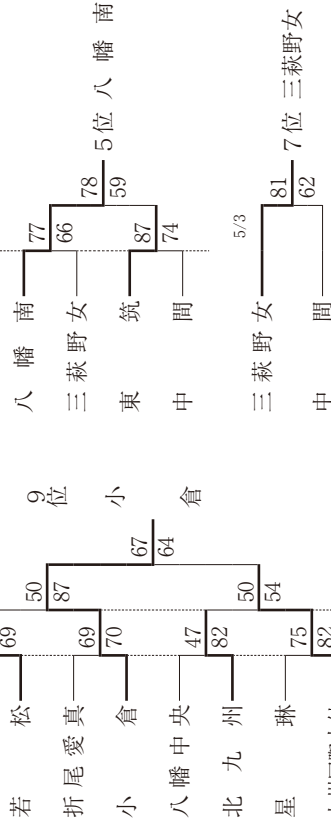 八幡南
三萩野女
東筑
中間
77
66
87
74
78
59
5位 八幡南
三萩野女
中間
5/3
81
62
7位 三萩野女
9位 小倉
若松
折尾愛真
小倉
八幡中央
北九州
星琳
69
69
70
47
82
75
82
50
87
50
54
67
64